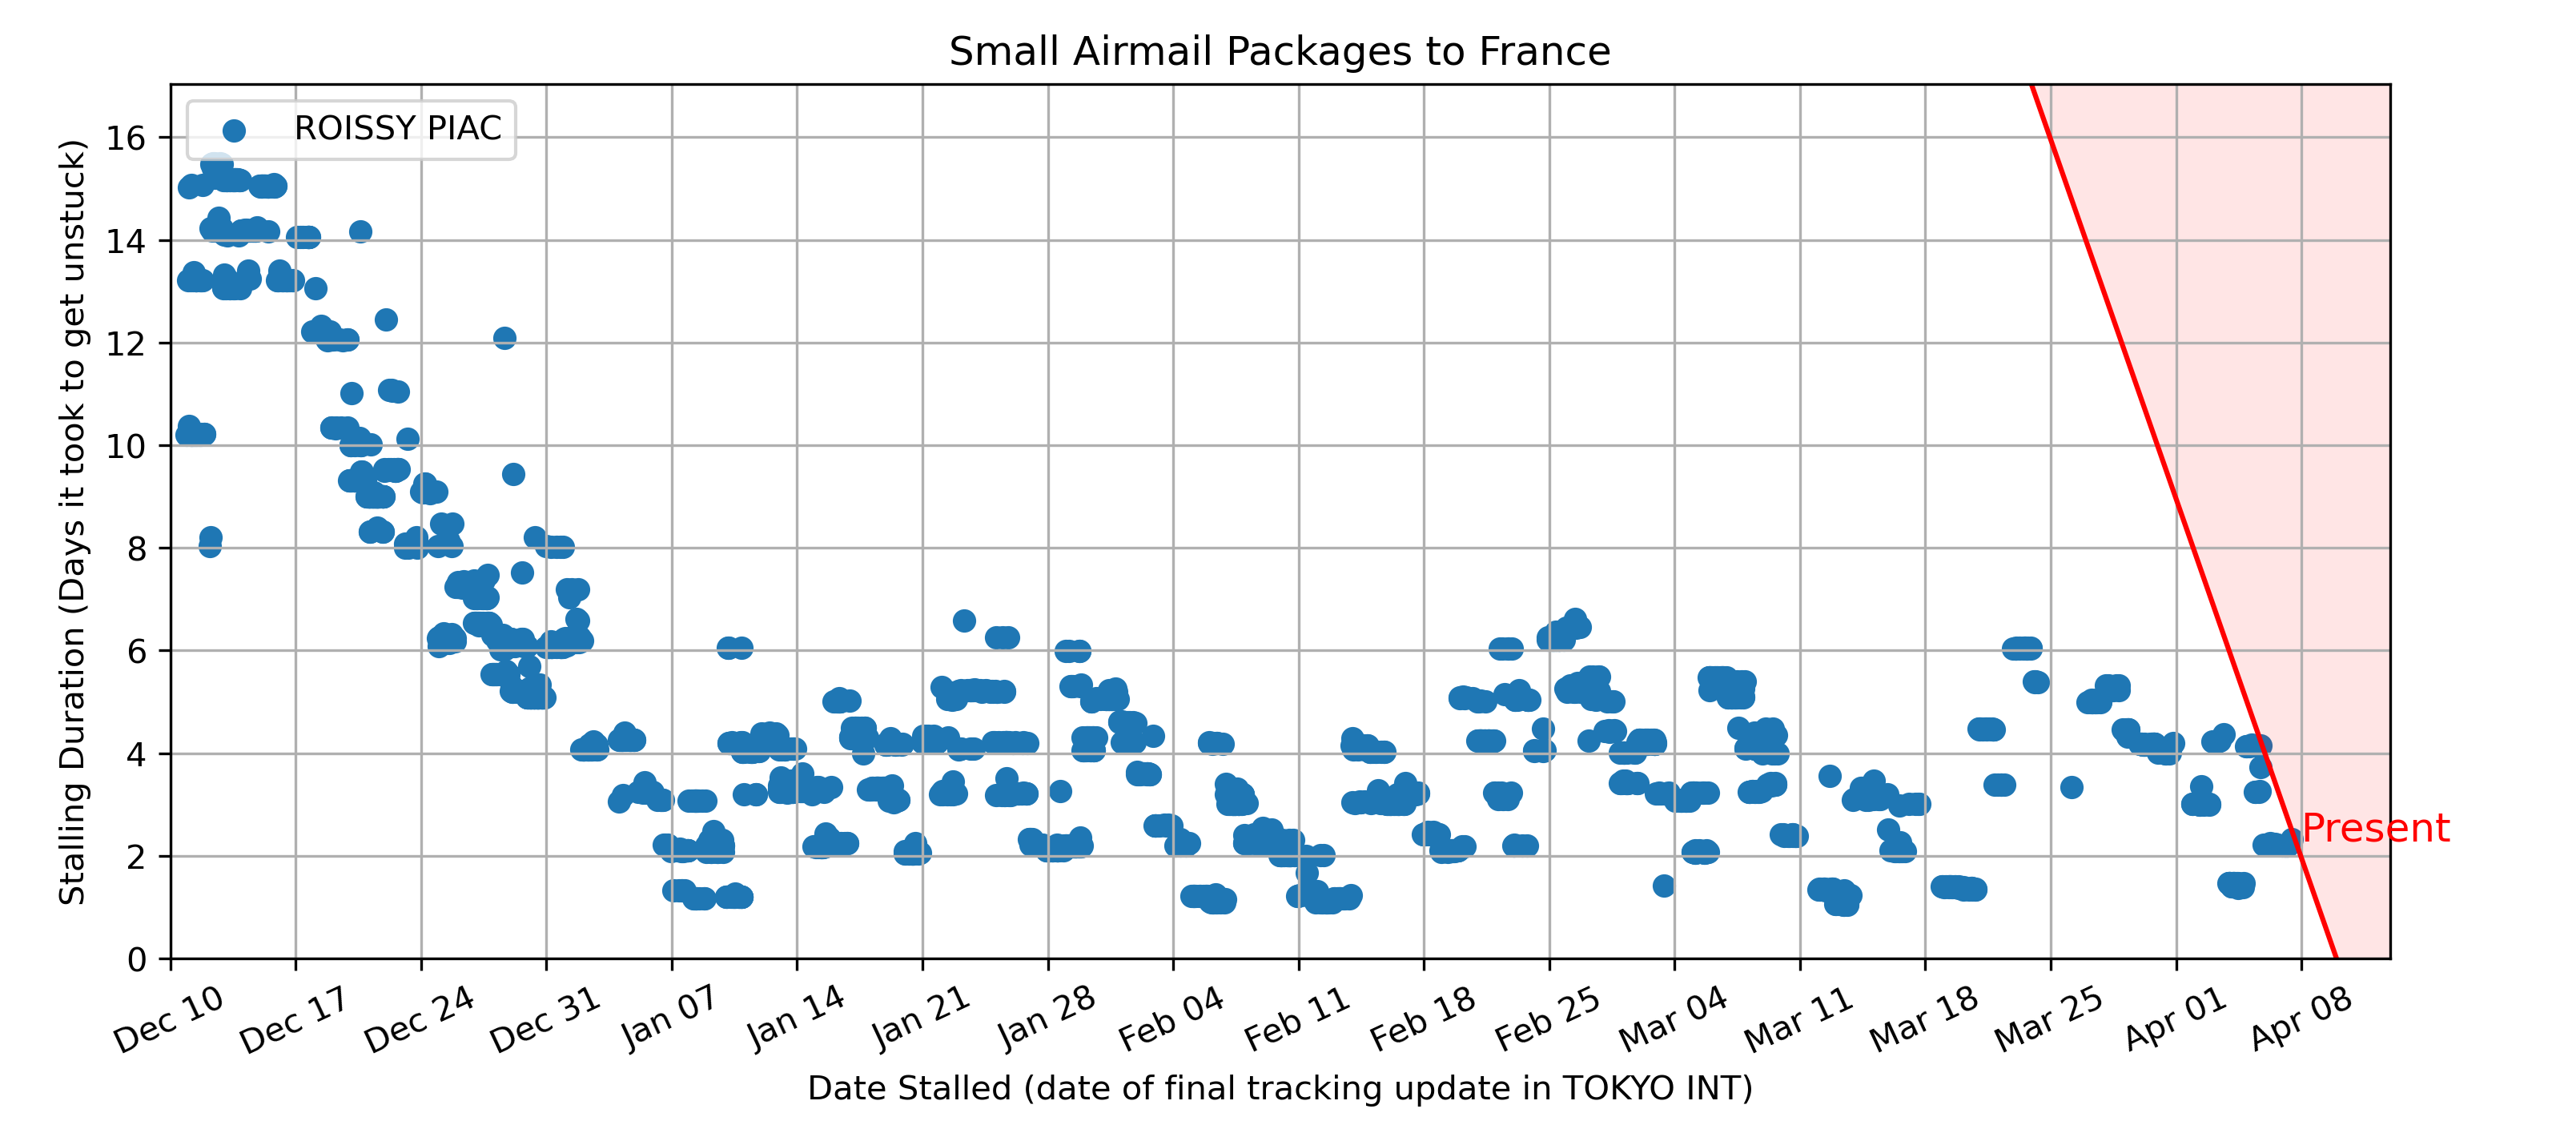 Small Airmail Packages to France
ROISSY PIAC
Stalling Duration (Days it took to get unstuck)
16
14
12
10
8
6
4
2
0
Present
Dec 10
Dec 17
Dec 24
Dec 31
Jan 07
Jan 14
Jan 21
Jan 28
Feb 04
Feb 11
Feb 18
Feb 25
Mar 04
Mar 11
Mar 18
Mar 25
Apr 01
Apr 08
Date Stalled (date of final tracking update in TOKYO INT)